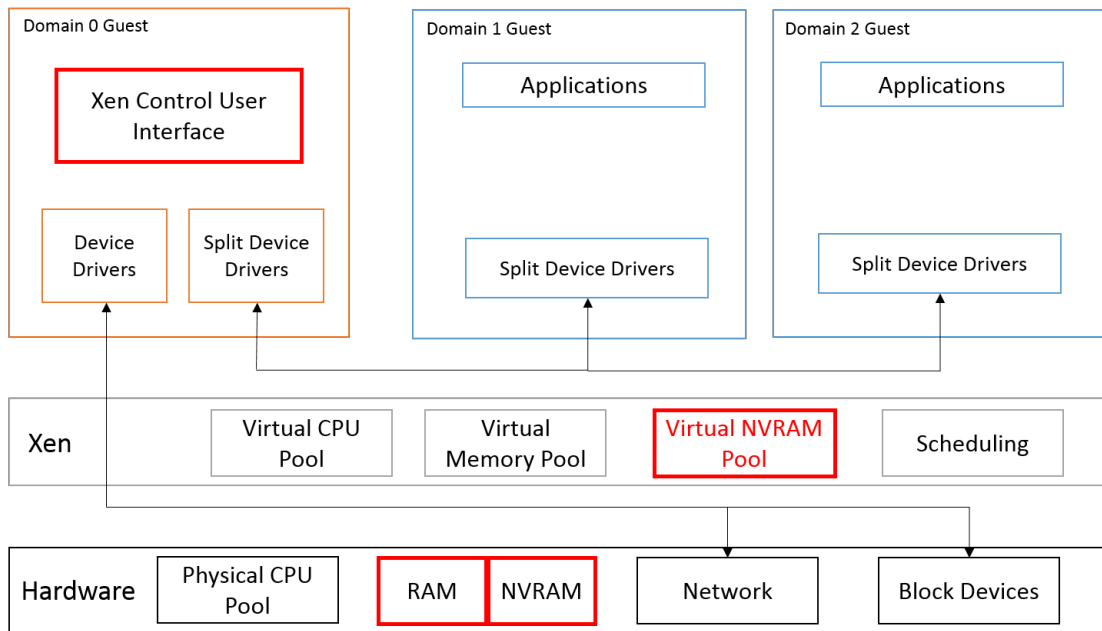 Domain 0 Guest
Domain 1 Guest
Domain 2 Guest
Xen Control User
Interface
Applications
Applications
Device
Drivers
Split Device
Drivers
Split Device Drivers
Split Device Drivers
Xen
Virtual CPU
Pool
Virtual
Memory Pool
Virtual NVRAM
Pool
Scheduling
Hardware
Physical CPU
Pool
RAM
NVRAM
Network
Block Devices